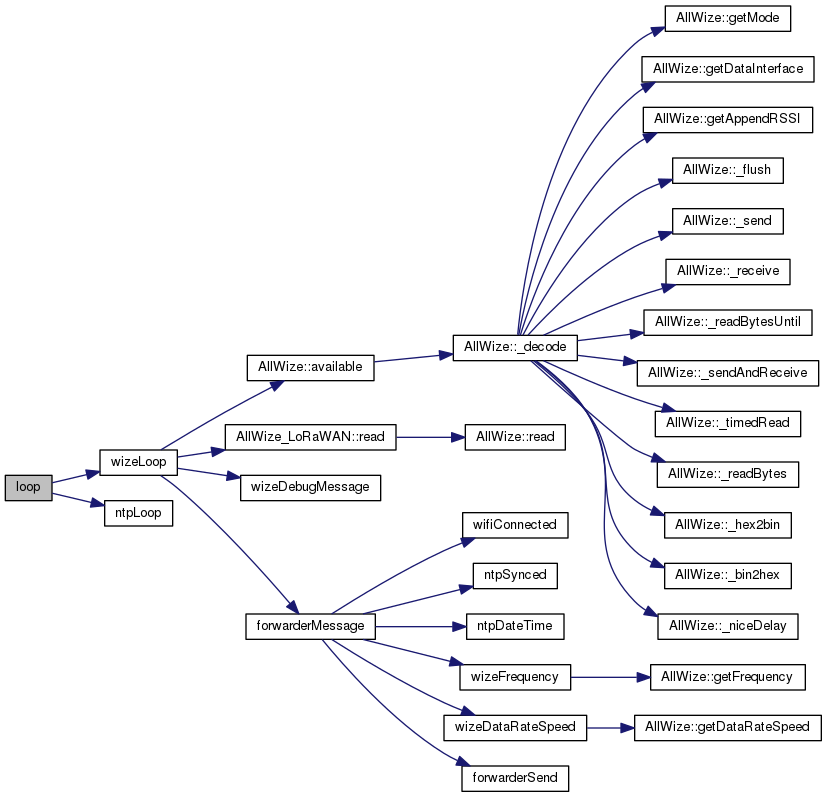 AllWize::getMode
AllWize::getDataInterface
AllWize::getAppendRSSI
AllWize::_flush
AllWize::_send
AllWize::_receive
AllWize::_readBytesUntil
AllWize::_decode
AllWize::available
AllWize::_sendAndReceive
AllWize::_timedRead
AllWize_LoRaWAN::read
AllWize::read
wizeLoop
AllWize::_readBytes
loop
wizeDebugMessage
ntpLoop
wifiConnected
AllWize::_hex2bin
ntpSynced
AllWize::_bin2hex
forwarderMessage
ntpDateTime
AllWize::_niceDelay
wizeFrequency
AllWize::getFrequency
wizeDataRateSpeed
AllWize::getDataRateSpeed
forwarderSend